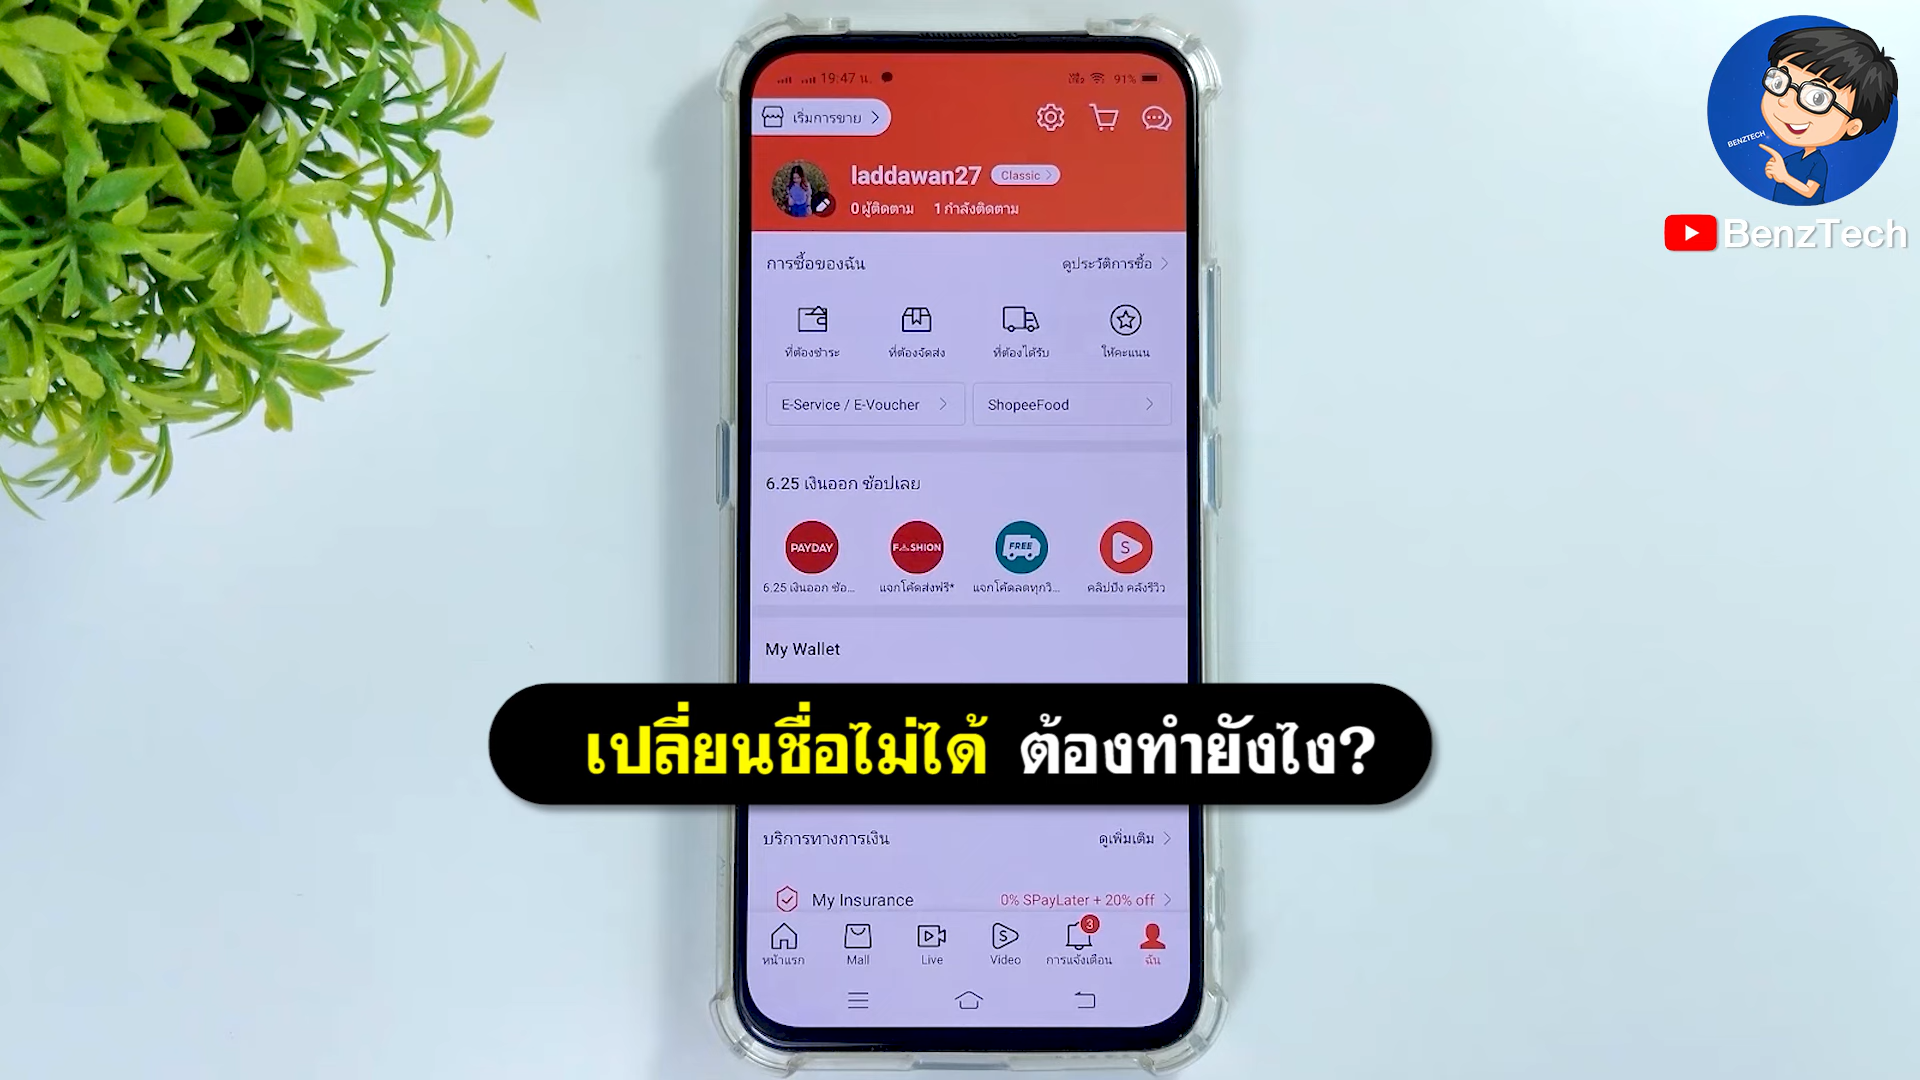 19:47 น.
91%
เริ่มการขาย
laddawan27
Classic
0 ผู้ติดตาม 1 กำลังติดตาม
การซื้อของฉัน
ดูประวัติการซื้อ
ที่ต้องชำระ
ที่ต้องจัดส่ง
ที่ต้องได้รับ
ให้คะแนน
E-Service / E-Voucher
ShopeeFood
6.25 เงินออก ช้อปเลย
PAYDAY
FASHION
FREE
S
6.25 เงินออก ช้อ...
แจกโค้ดส่งฟรี*
แจกโค้ดลดทุกวิ...
คลิปปัง คลังรีวิว
My Wallet
เปลี่ยนชื่อไม่ได้ ต้องทำยังไง?
บริการทางการเงิน
ดูเพิ่มเติม
My Insurance
0% SPayLater + 20% off
3
หน้าแรก
Mall
Live
Video
การแจ้งเตือน
ฉัน
BENZTECH
BenzTech